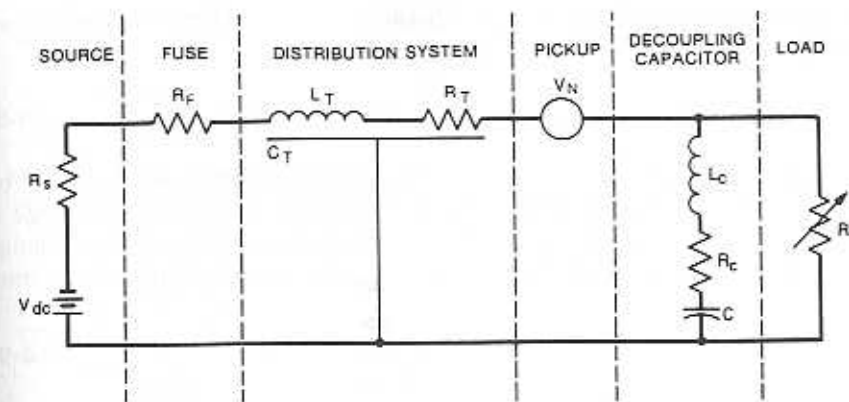 SOURCE
FUSE
DISTRIBUTION SYSTEM
PICKUP
DECOUPLING
CAPACITOR
LOAD
RF
LT
RT
VN
CT
Rs
Lc
R
Rc
Vdc
C